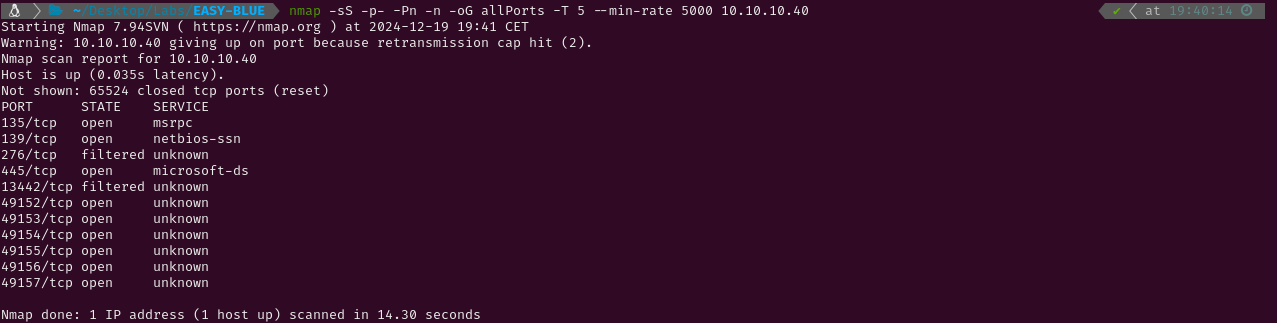 ~/Desktop/Labs/EASY-BLUE nmap -sS -p- -Pn -n -oG allPorts -T 5 --min-rate 5000 10.10.10.40 ✔ at 19:40:14
Starting Nmap 7.94SVN ( https://nmap.org ) at 2024-12-19 19:41 CET
Warning: 10.10.10.40 giving up on port because retransmission cap hit (2).
Nmap scan report for 10.10.10.40
Host is up (0.035s latency).
Not shown: 65524 closed tcp ports (reset)
PORT      STATE    SERVICE
135/tcp   open     msrpc
139/tcp   open     netbios-ssn
276/tcp   filtered unknown
445/tcp   open     microsoft-ds
13442/tcp filtered unknown
49152/tcp open     unknown
49153/tcp open     unknown
49154/tcp open     unknown
49155/tcp open     unknown
49156/tcp open     unknown
49157/tcp open     unknown
Nmap done: 1 IP address (1 host up) scanned in 14.30 seconds